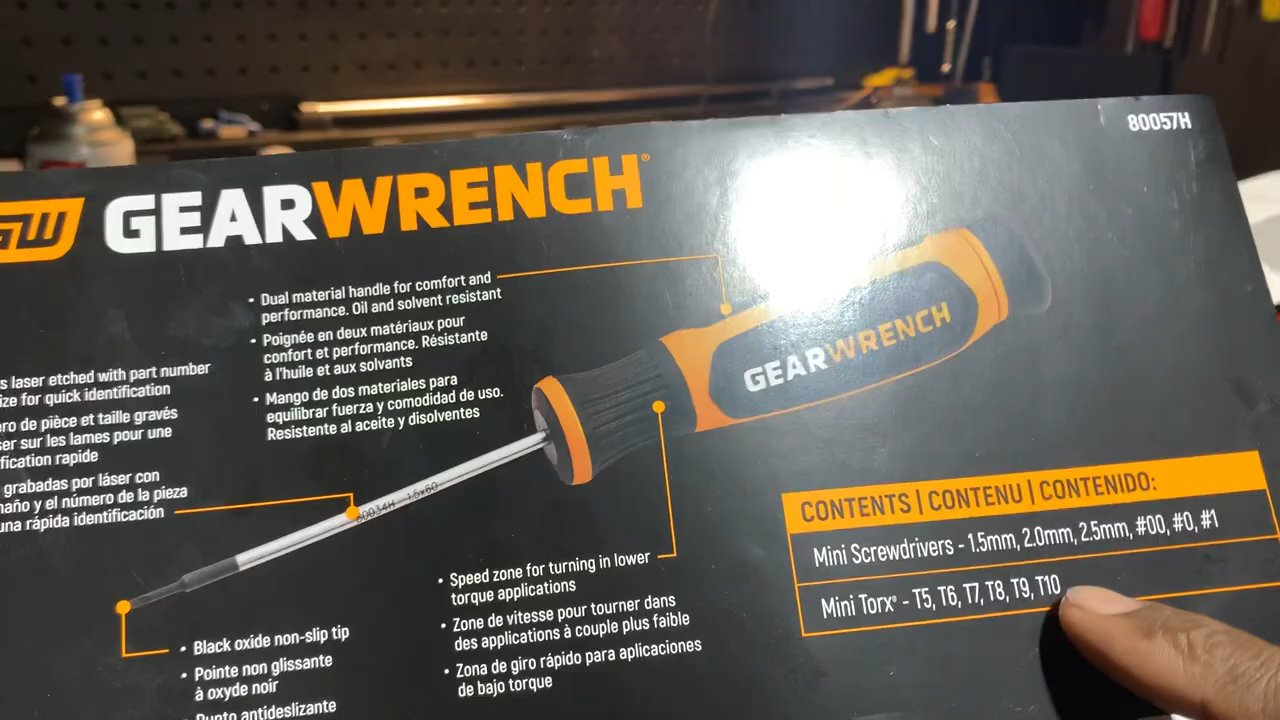 80057H
GW GEARWRENCH®
• Dual material handle for comfort and
performance. Oil and solvent resistant
• Poignée en deux matériaux pour
confort et performance. Résistante
à l'huile et aux solvants
• Mango de dos materiales para
equilibrar fuerza y comodidad de uso.
Resistente al aceite y disolventes
s laser etched with part number
ize for quick identification
ro de pièce et taille gravés
ser sur les lames pour une
fication rapide
grabadas por láser con
maño y el número de la pieza
una rápida identificación
GEARWRENCH
80034H 1.5x60
CONTENTS | CONTENU | CONTENIDO:
Mini Screwdrivers - 1.5mm, 2.0mm, 2.5mm, #00, #0, #1
Mini Torx® - T5, T6, T7, T8, T9, T10
• Speed zone for turning in lower
torque applications
• Zone de vitesse pour tourner dans
des applications à couple plus faible
• Zona de giro rápido para aplicaciones
de bajo torque
• Black oxide non-slip tip
• Pointe non glissante
à oxyde noir
Punto antideslizante